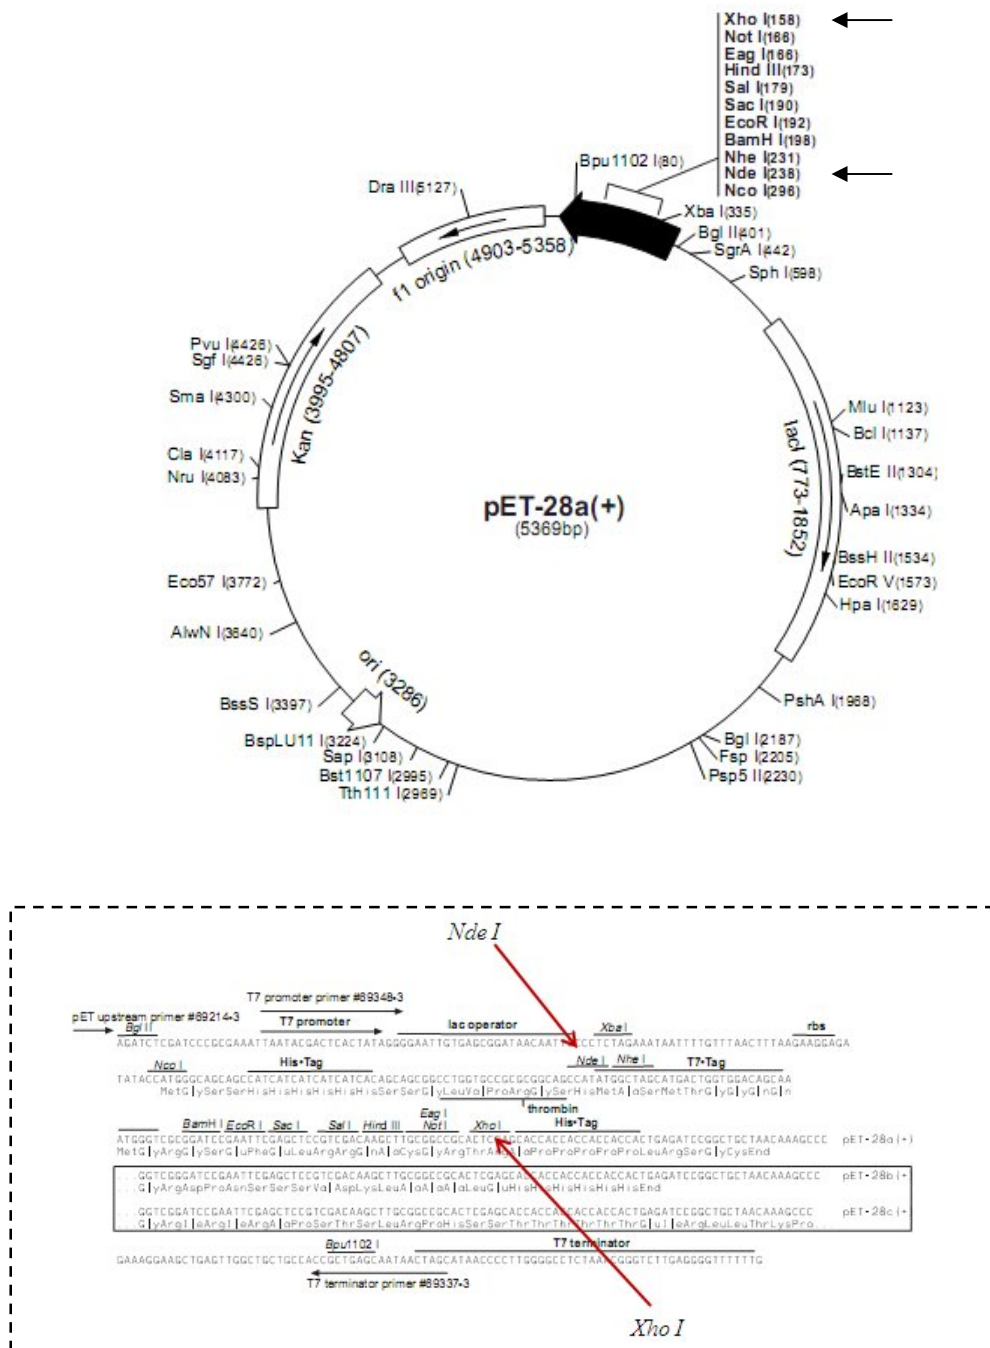 Xho I(158)
Not I(166)
Eag I(166)
Hind III(173)
Sal I(179)
Sac I(190)
EcoR I(192)
BamH I(198)
Nhe I(231)
Nde I(238)
Nco I(296)
Bpu1102 I(80)
Dra III(5127)
Xba I(335)
Bgl II(401)
SgrA I(442)
Sph I(598)
f1 origin (4903-5358)
Pvu I(4426)
Sgf I(4426)
Sma I(4300)
Kan (3995-4807)
Cla I(4117)
Nru I(4083)
Mlu I(1123)
Bcl I(1137)
lacI (773-1852)
BstE II(1304)
Apa I(1334)
pET-28a(+)
(5369bp)
BssH II(1534)
EcoR V(1573)
Hpa I(1629)
Eco57 I(3772)
AlwN I(3640)
ori (3286)
BssS I(3397)
PshA I(1968)
BspLU11 I(3224)
Sap I(3108)
Bst1107 I(2995)
Tth111 I(2969)
Bgl I(2187)
Fsp I(2205)
Psp5 II(2230)
Nde I
T7 promoter primer #69348-3
pET upstream primer #69214-3
Bgl II
T7 promoter
lac operator
Xba I
rbs
Nco I
His•Tag
Nde I
Nhe I
T7•Tag
TATACCATGGGCAGCAGCCATCATCATCATCATCACAGCAGCGGCCTGGTGCCGCGCGGCAGCCATATGGCTAGCATGACTGGTGGACAGCAA
thrombin
BamH I
EcoR I
Sac I
Sal I
Hind III
Eag I
Not I
Xho I
His•Tag
pET-28a(+)
...GGTCGGGATCCGAATTCGAGCTCCGTCGACAAGCTTGCGGCCGCACTCGAGCACCACCACCACCACCACTGAGATCCGGCTGCTAACAAAGCCC
pET-28b(+
...GGTCGGATCCGAATTCGAGCTCCGTCGACAAGCTTGCGGCCGCACTCGAGCACCACCACCACCACCACTGAGATCCGGCTGCTAACAAAGCCC
pET-28c(+
Bpu1102 I
T7 terminator
T7 terminator primer #69337-3
Xho I